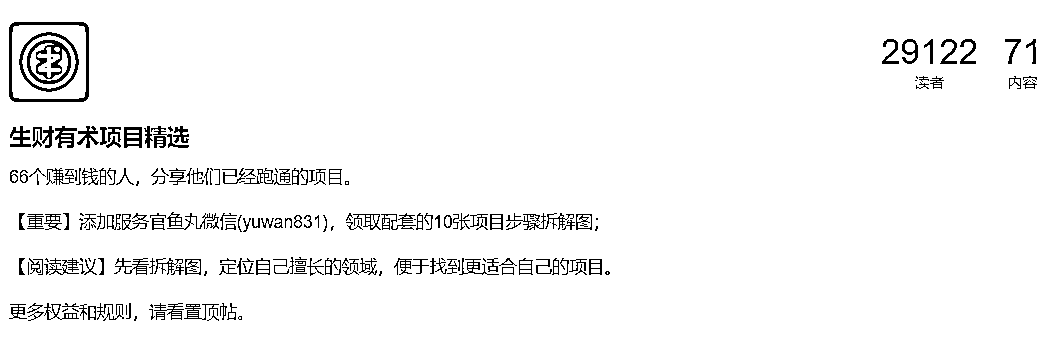 29122 71
读者 内容
生财有术项目精选
66个赚到钱的人，分享他们已经跑通的项目。
【重要】添加服务官鱼丸微信(yuwan831)，领取配套的10张项目步骤拆解图；
【阅读建议】先看拆解图，定位自己擅长的领域，便于找到更适合自己的项目。
更多权益和规则，请看置顶帖。